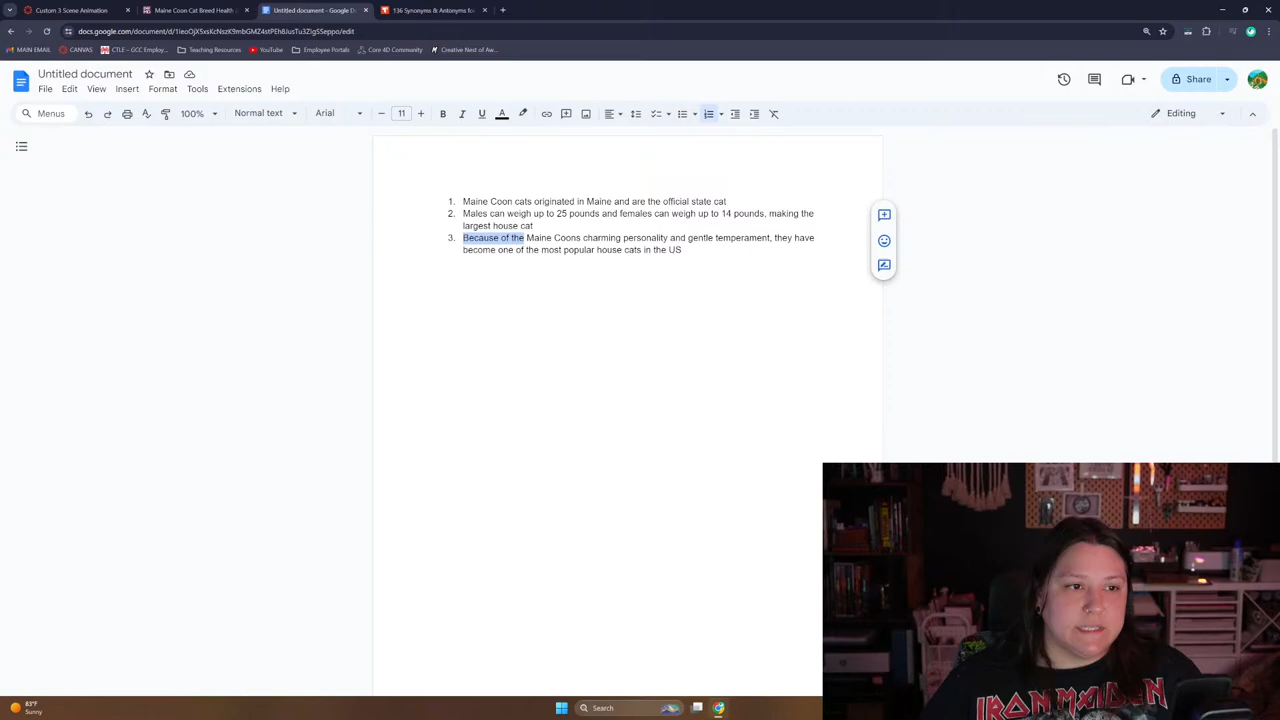 Custom 3 Scene Animation
Maine Coon Cat Breed Health a
Untitled document - Google D
136 Synonyms & Antonyms fo
docs.google.com/document/d/1IeoOjX5xsKcNszK9mbGMZ4stPEh8JusTu3ZIgS5eppo/edit
MAIN EMAIL
CANVAS
CTLE – GCC Employ...
Teaching Resources
YouTube
Employee Portals
Core 4D Community
Creative Nest of Aw...
Untitled document
File Edit View Insert Format Tools Extensions Help
Share
Menus
100%
Normal text
Arial
11
Editing
1. Maine Coon cats originated in Maine and are the official state cat
2. Males can weigh up to 25 pounds and females can weigh up to 14 pounds, making the
largest house cat
3. Because of the Maine Coons charming personality and gentle temperament, they have
become one of the most popular house cats in the US
IRON MAIDEN
83°F
Sunny
Search